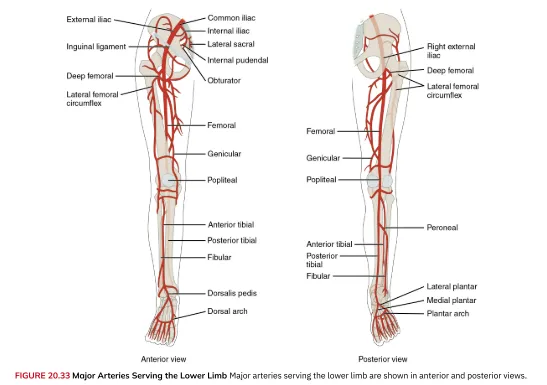 External iliac
Inguinal ligament
Deep femoral
Lateral femoral
circumflex
Common iliac
Internal iliac
Lateral sacral
Internal pudendal
Obturator
Femoral
Genicular
Popliteal
Anterior tibial
Posterior tibial
Fibular
Dorsalis pedis
Dorsal arch
Anterior view
Right external
iliac
Deep femoral
Lateral femoral
circumflex
Femoral
Genicular
Popliteal
Peroneal
Anterior tibial
Posterior
tibial
Fibular
Lateral plantar
Medial plantar
Plantar arch
Posterior view
FIGURE 20.33 Major Arteries Serving the Lower Limb Major arteries serving the lower limb are shown in anterior and posterior views.